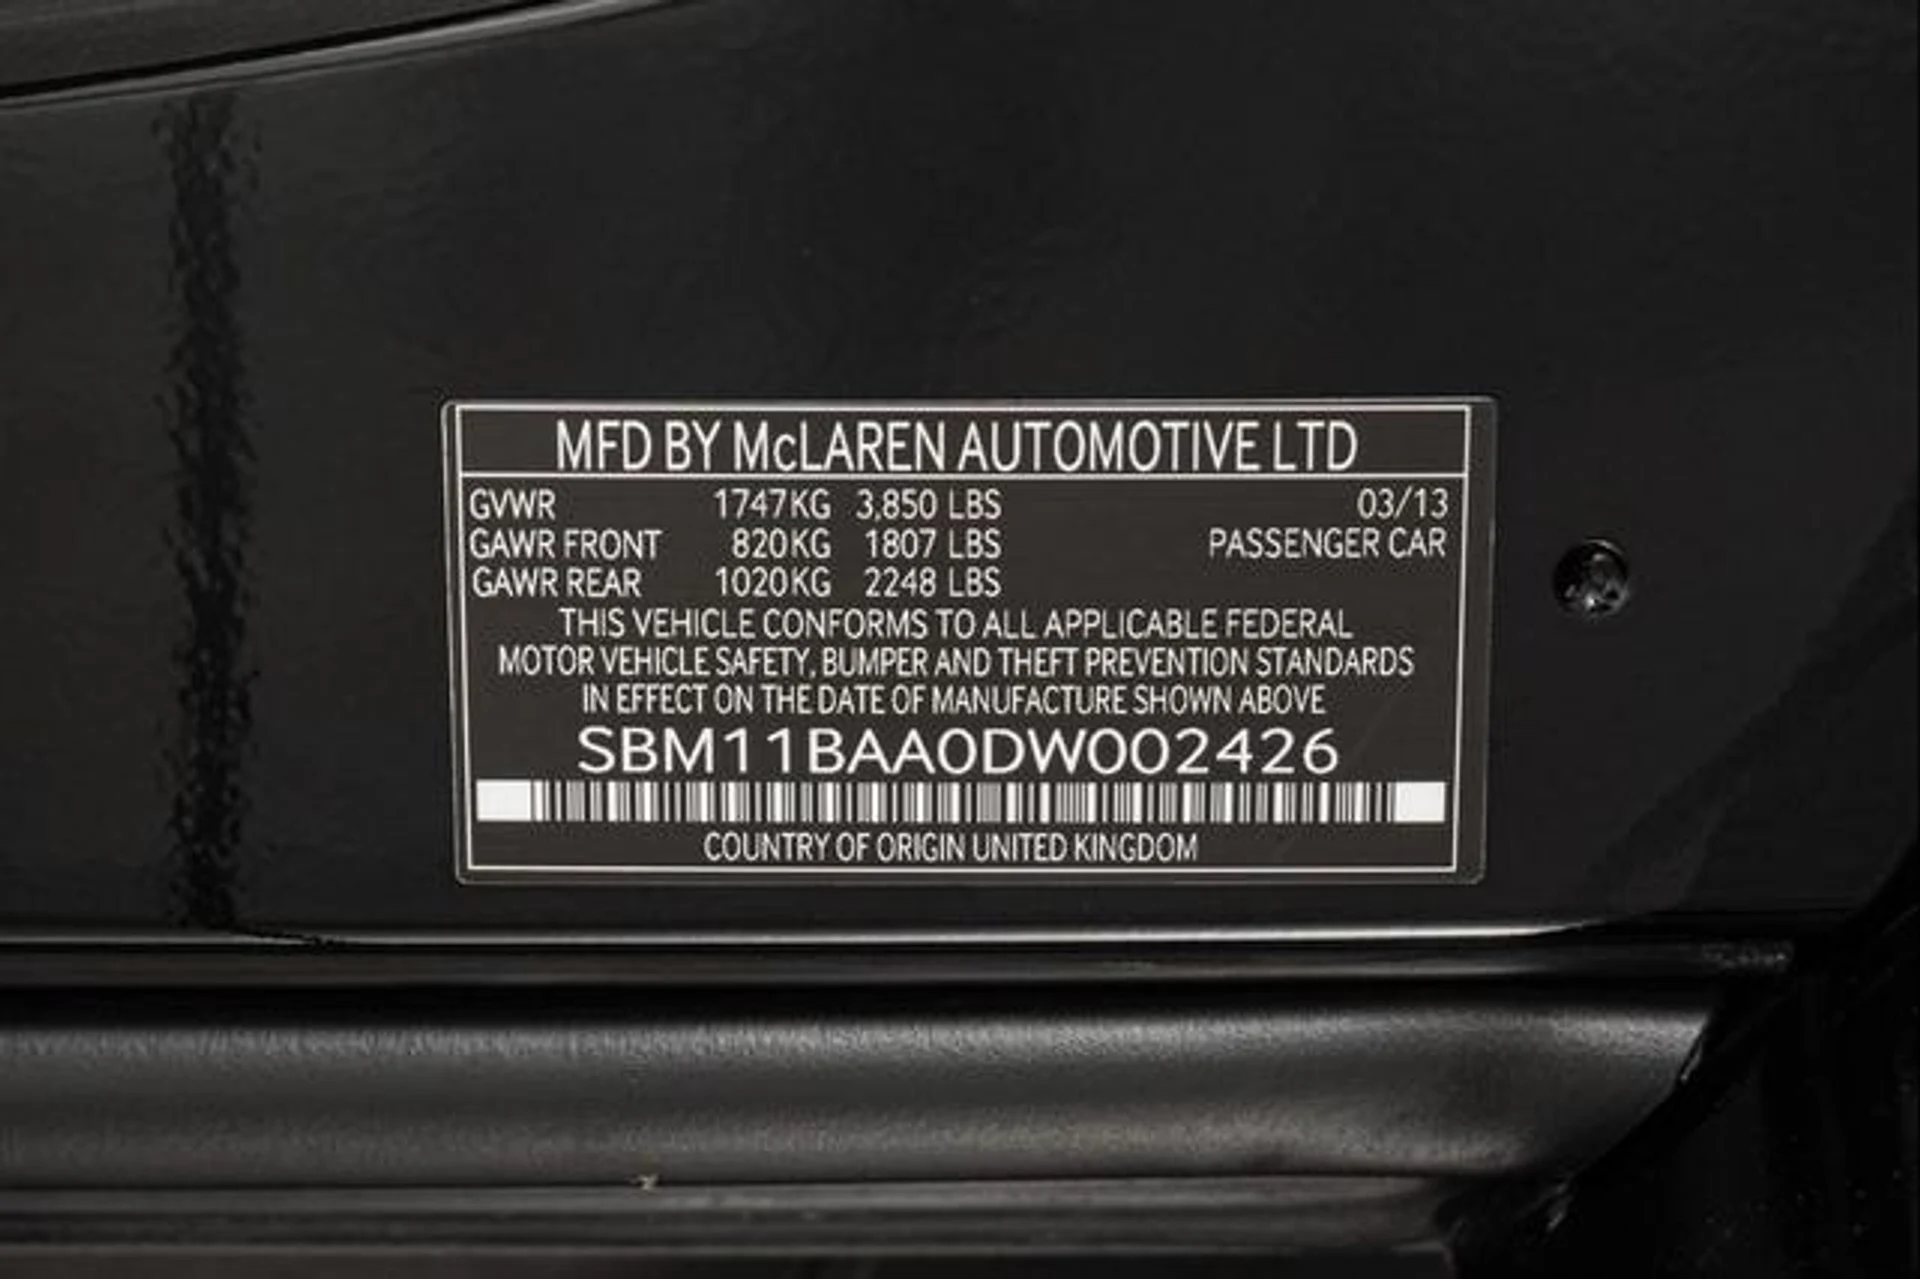 MFD BY McLAREN AUTOMOTIVE LTD
GVWR 1747KG 3,850 LBS 03/13
GAWR FRONT 820KG 1807 LBS PASSENGER CAR
GAWR REAR 1020KG 2248 LBS
THIS VEHICLE CONFORMS TO ALL APPLICABLE FEDERAL
MOTOR VEHICLE SAFETY, BUMPER AND THEFT PREVENTION STANDARDS
IN EFFECT ON THE DATE OF MANUFACTURE SHOWN ABOVE
SBM11BAA0DW002426
COUNTRY OF ORIGIN UNITED KINGDOM